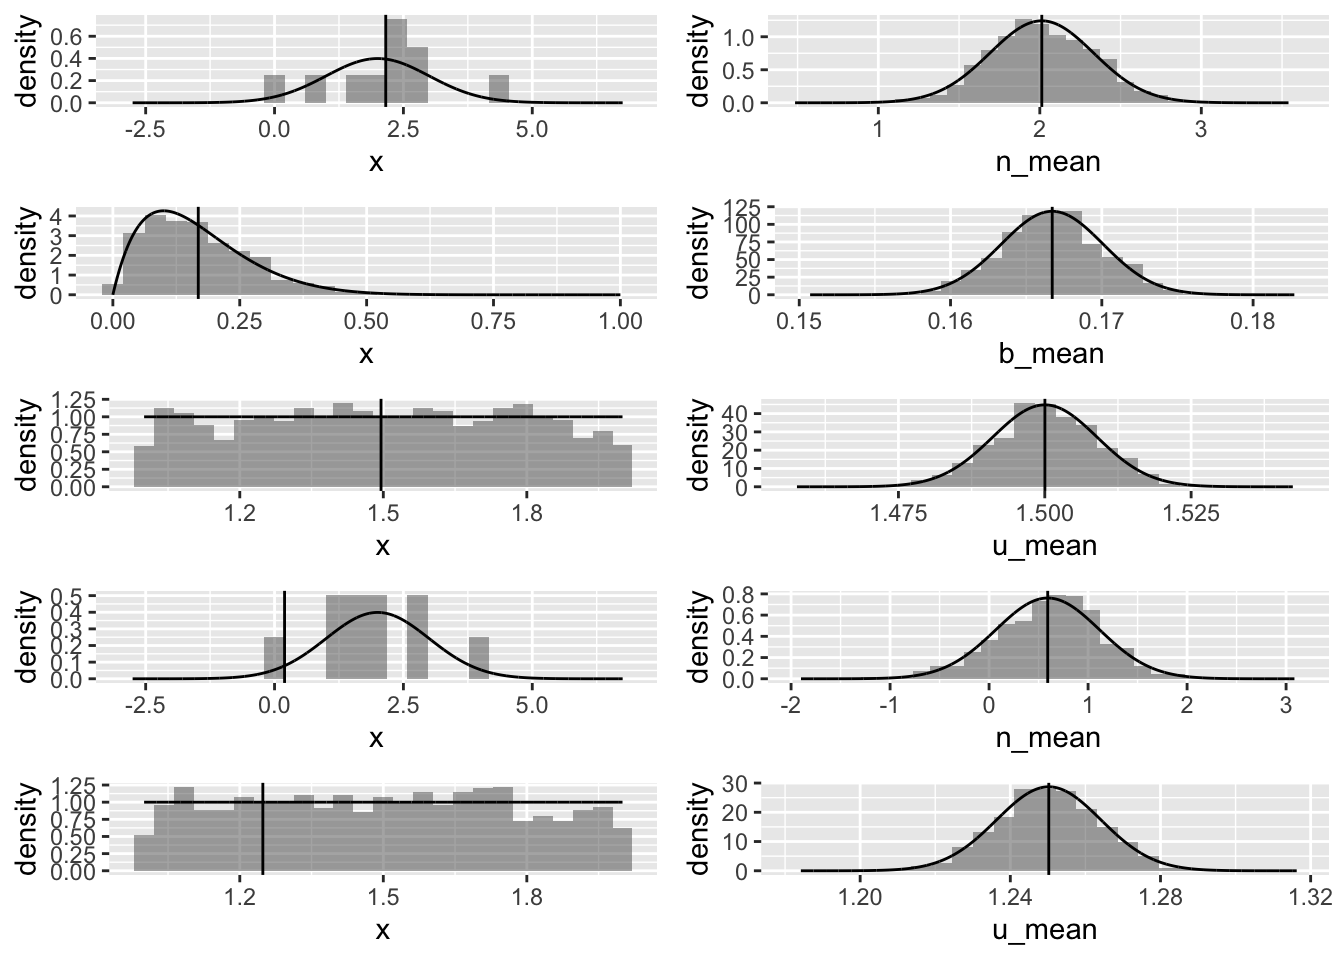 density
0.6
0.4
0.2
0.0
-2.5 0.0 2.5 5.0
x
density
1.0
0.5
0.0
1 2 3
n_mean
density
4
3
2
1
0
0.00 0.25 0.50 0.75 1.00
x
density
125
100
75
50
25
0
0.15 0.16 0.17 0.18
b_mean
density
1.25
1.00
0.75
0.50
0.25
0.00
1.2 1.5 1.8
x
density
40
30
20
10
0
1.475 1.500 1.525
u_mean
density
0.5
0.4
0.3
0.2
0.1
0.0
-2.5 0.0 2.5 5.0
x
density
0.8
0.6
0.4
0.2
0.0
-2 -1 0 1 2 3
n_mean
density
1.25
1.00
0.75
0.50
0.25
0.00
1.2 1.5 1.8
x
density
30
20
10
0
1.20 1.24 1.28 1.32
u_mean